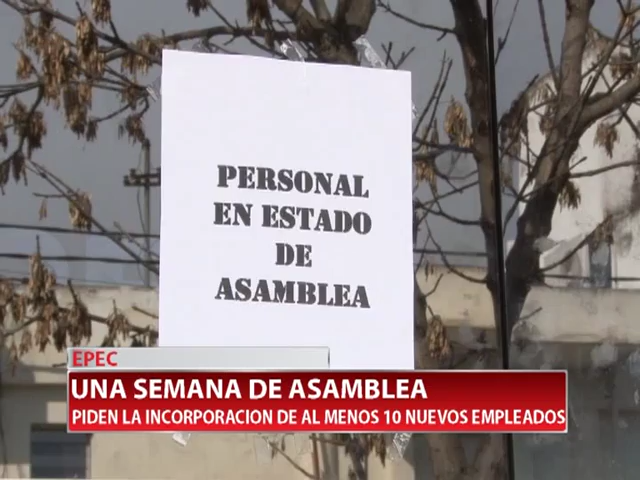 PERSONAL
EN ESTADO
DE
ASAMBLEA
EPEC
UNA SEMANA DE ASAMBLEA
PIDEN LA INCORPORACION DE AL MENOS 10 NUEVOS EMPLEADOS